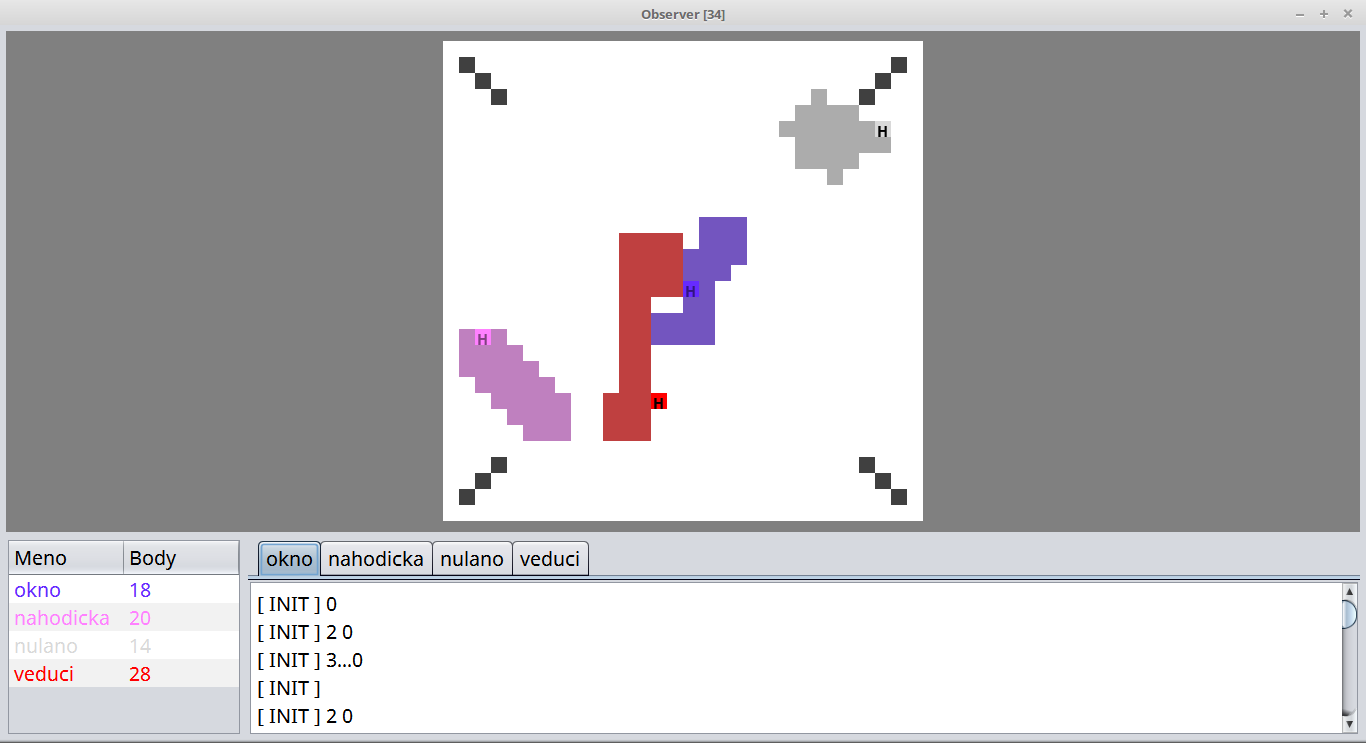 Observer [34]
H
H
H
H
Meno Body
okno 18
nahodicka 20
nulano 14
veduci 28
okno nahodicka nulano veduci
[ INIT ] 0
[ INIT ] 2 0
[ INIT ] 3...0
[ INIT ]
[ INIT ] 2 0